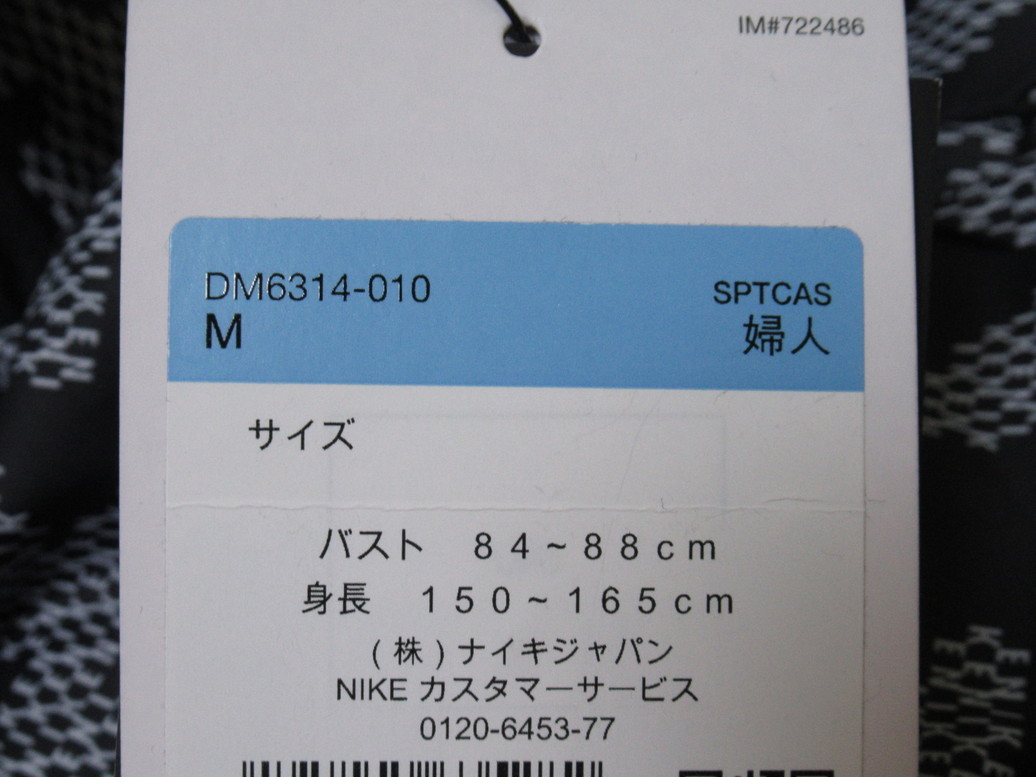 IM#722486
DM6314-010
SPTCAS
M
婦人
サイズ
バスト 84~88cm
身長 150~165cm
(株)ナイキジャパン
NIKE カスタマーサービス
0120-6453-77